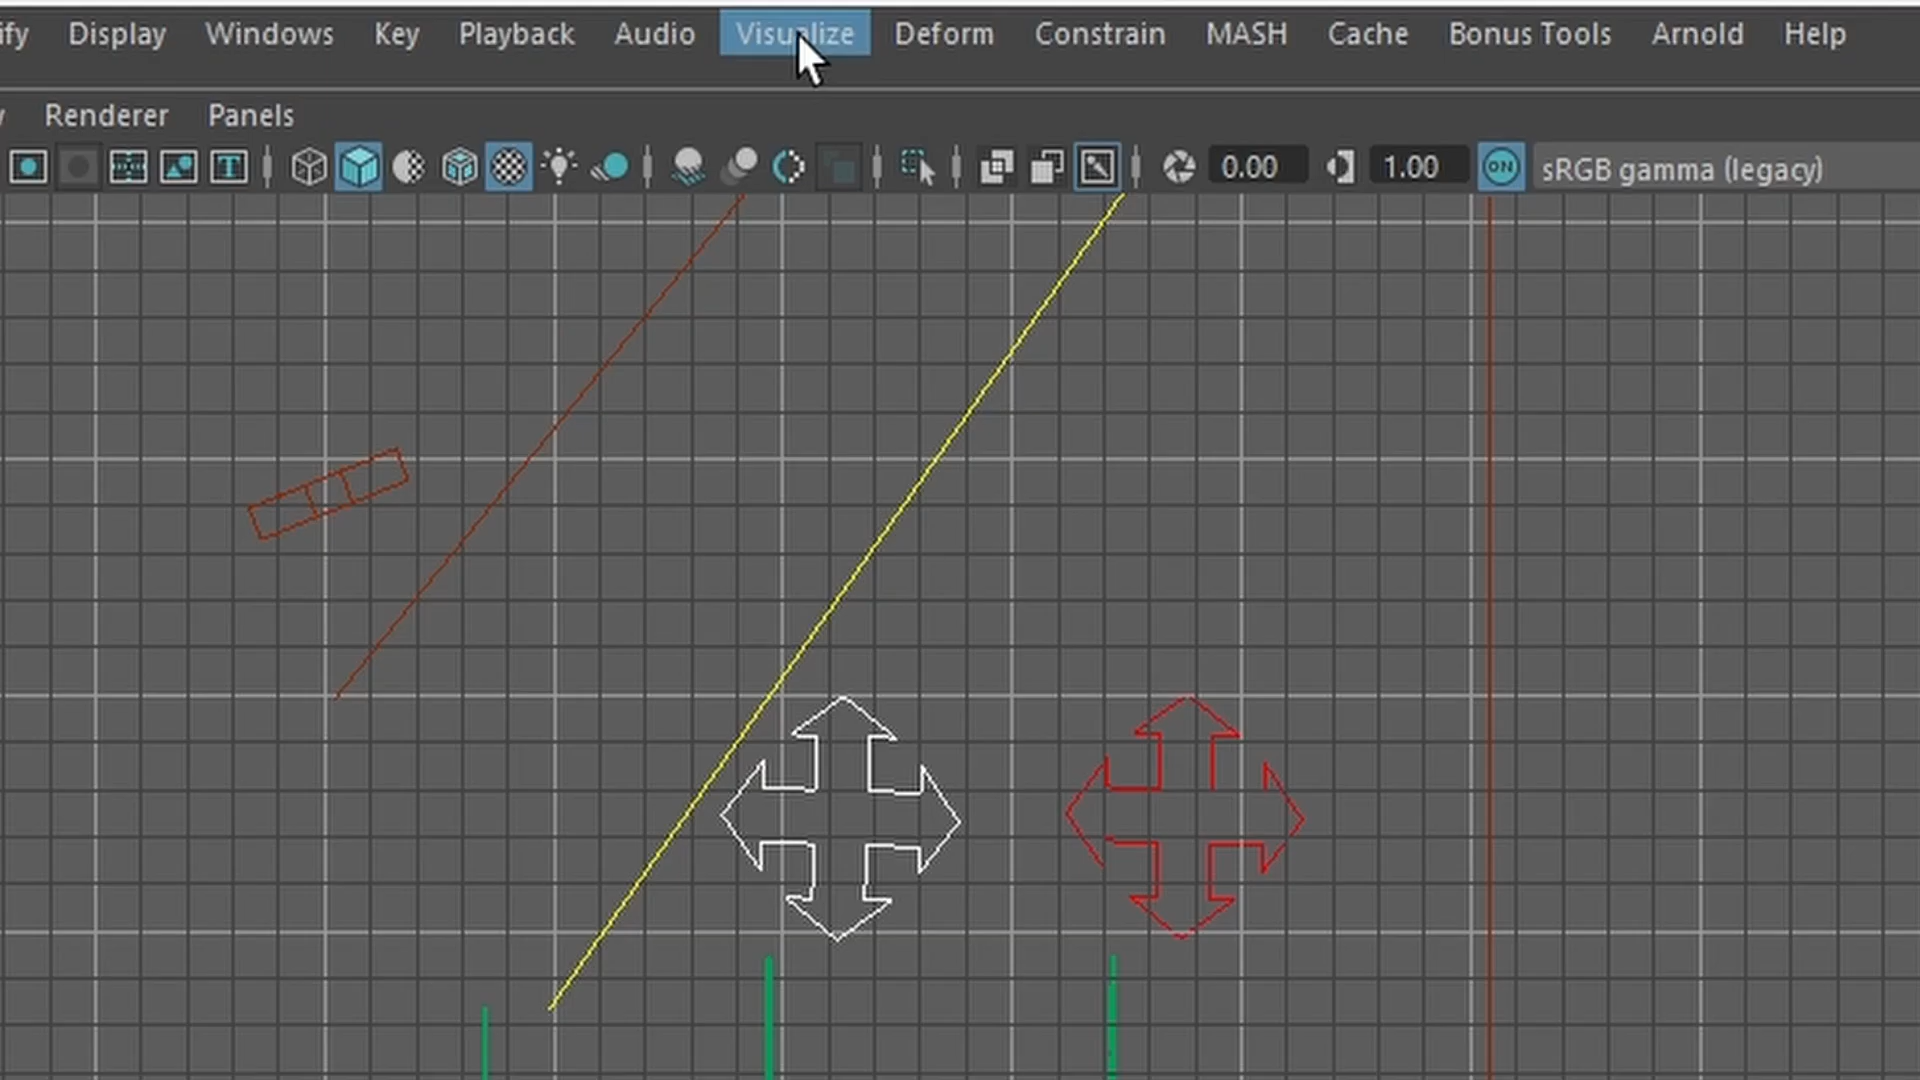 ify Display Windows Key Playback Audio Visualize Deform Constrain MASH Cache Bonus Tools Arnold Help
Renderer Panels
T 0.00 1.00 ON sRGB gamma (legacy)